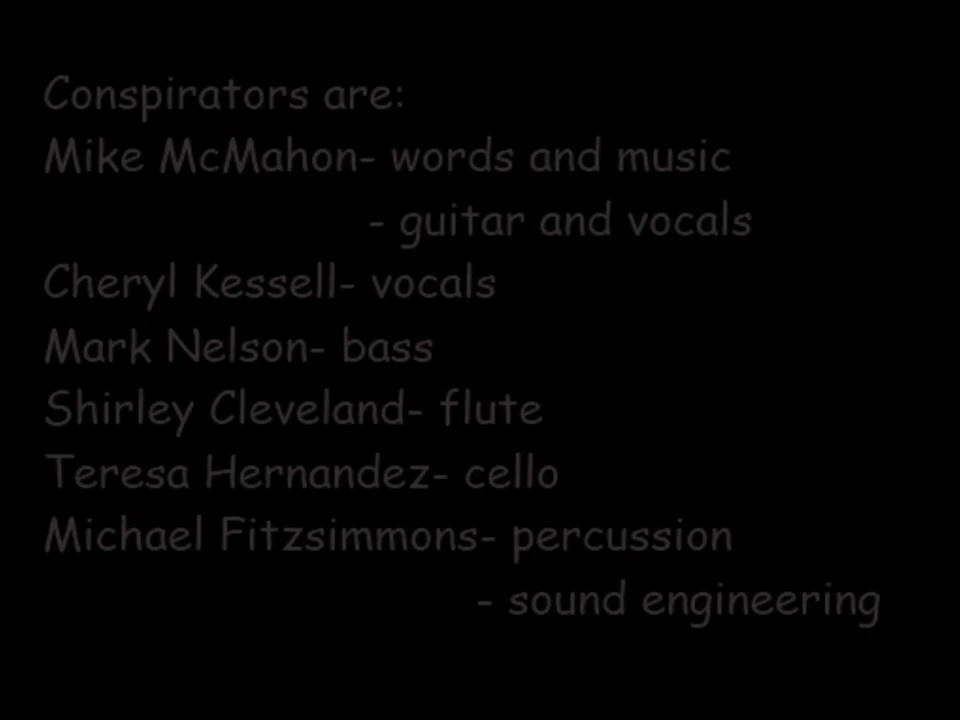 Conspirators are:
Mike McMahon- words and music
- guitar and vocals
Cheryl Kessell- vocals
Mark Nelson- bass
Shirley Cleveland- flute
Teresa Hernandez- cello
Michael Fitzsimmons- percussion
- sound engineering